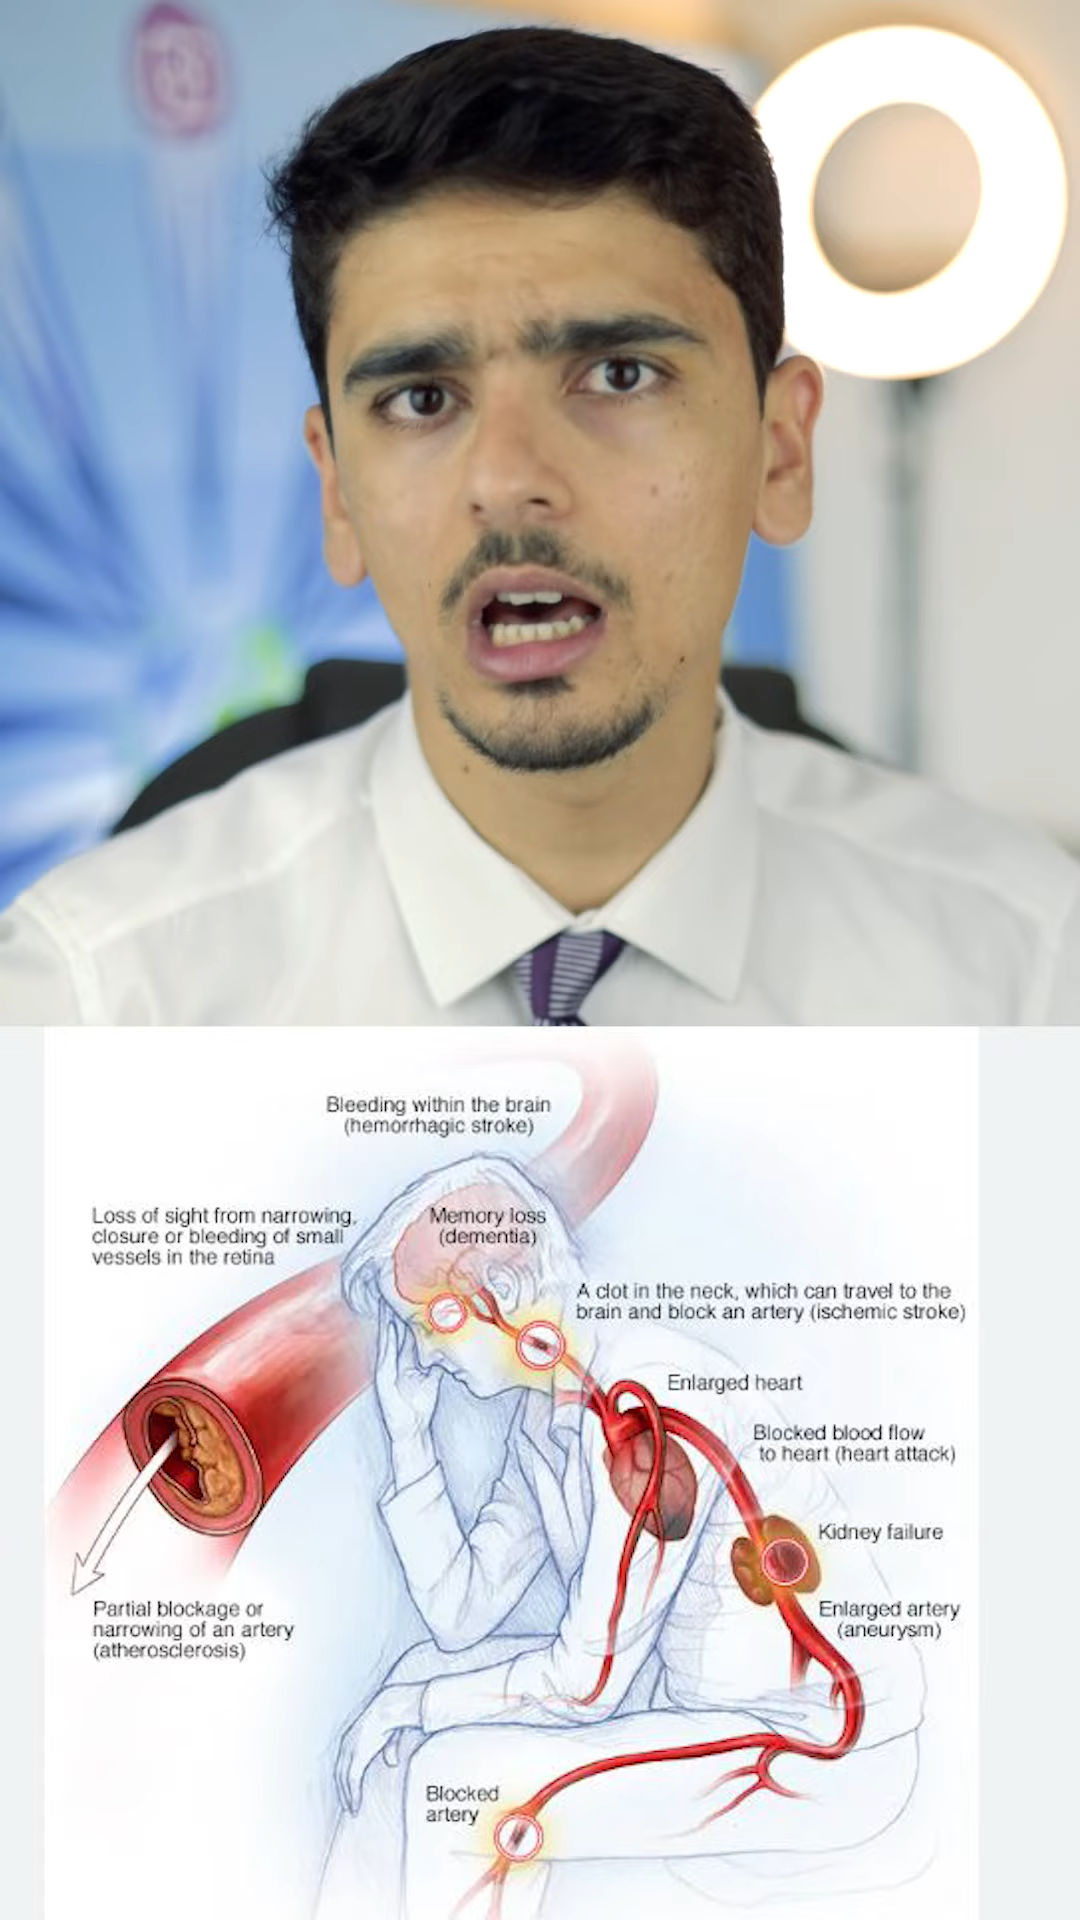 Bleeding within the brain
(hemorrhagic stroke)
Loss of sight from narrowing,
closure or bleeding of small
vessels in the retina
Memory loss
(dementia)
A clot in the neck, which can travel to the
brain and block an artery (ischemic stroke)
Enlarged heart
Blocked blood flow
to heart (heart attack)
Kidney failure
Enlarged artery
(aneurysm)
Partial blockage or
narrowing of an artery
(atherosclerosis)
Blocked
artery